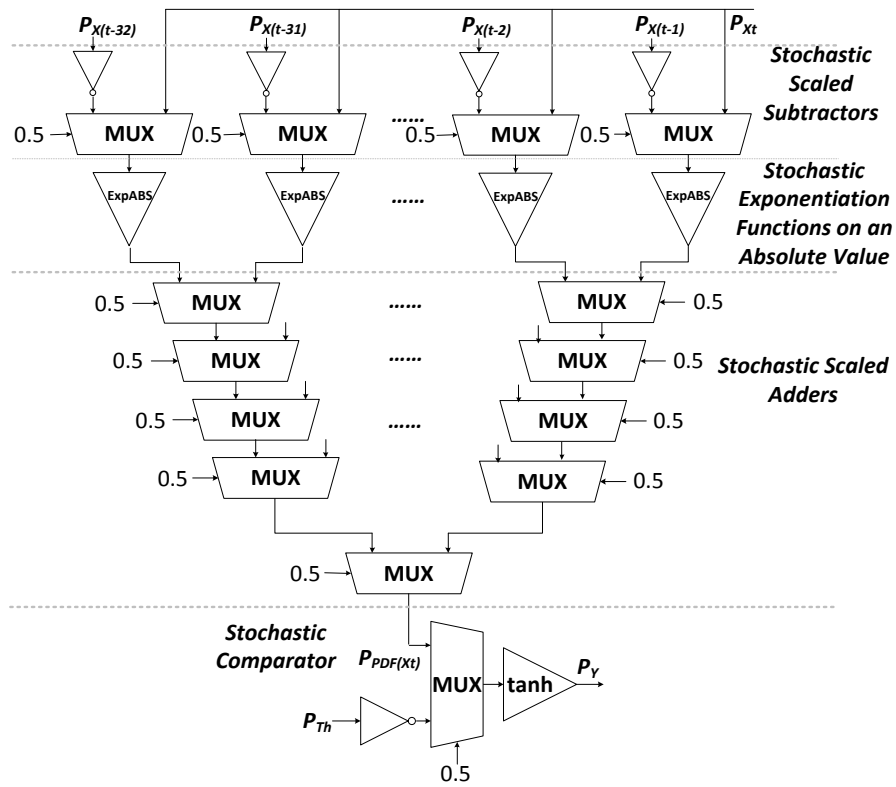 P_X(t-32) P_X(t-31) P_X(t-2) P_X(t-1) P_Xt
Stochastic
Scaled
Subtractors
0.5 MUX 0.5 MUX ...... 0.5 MUX 0.5 MUX
ExpABS ExpABS ...... ExpABS ExpABS
Stochastic
Exponentiation
Functions on an
Absolute Value
0.5 MUX ...... MUX 0.5
0.5 MUX ...... MUX 0.5
Stochastic Scaled
Adders
0.5 MUX ...... MUX 0.5
0.5 MUX MUX 0.5
0.5 MUX
Stochastic
Comparator
P_PDF(Xt)
MUX tanh P_Y
P_Th
0.5